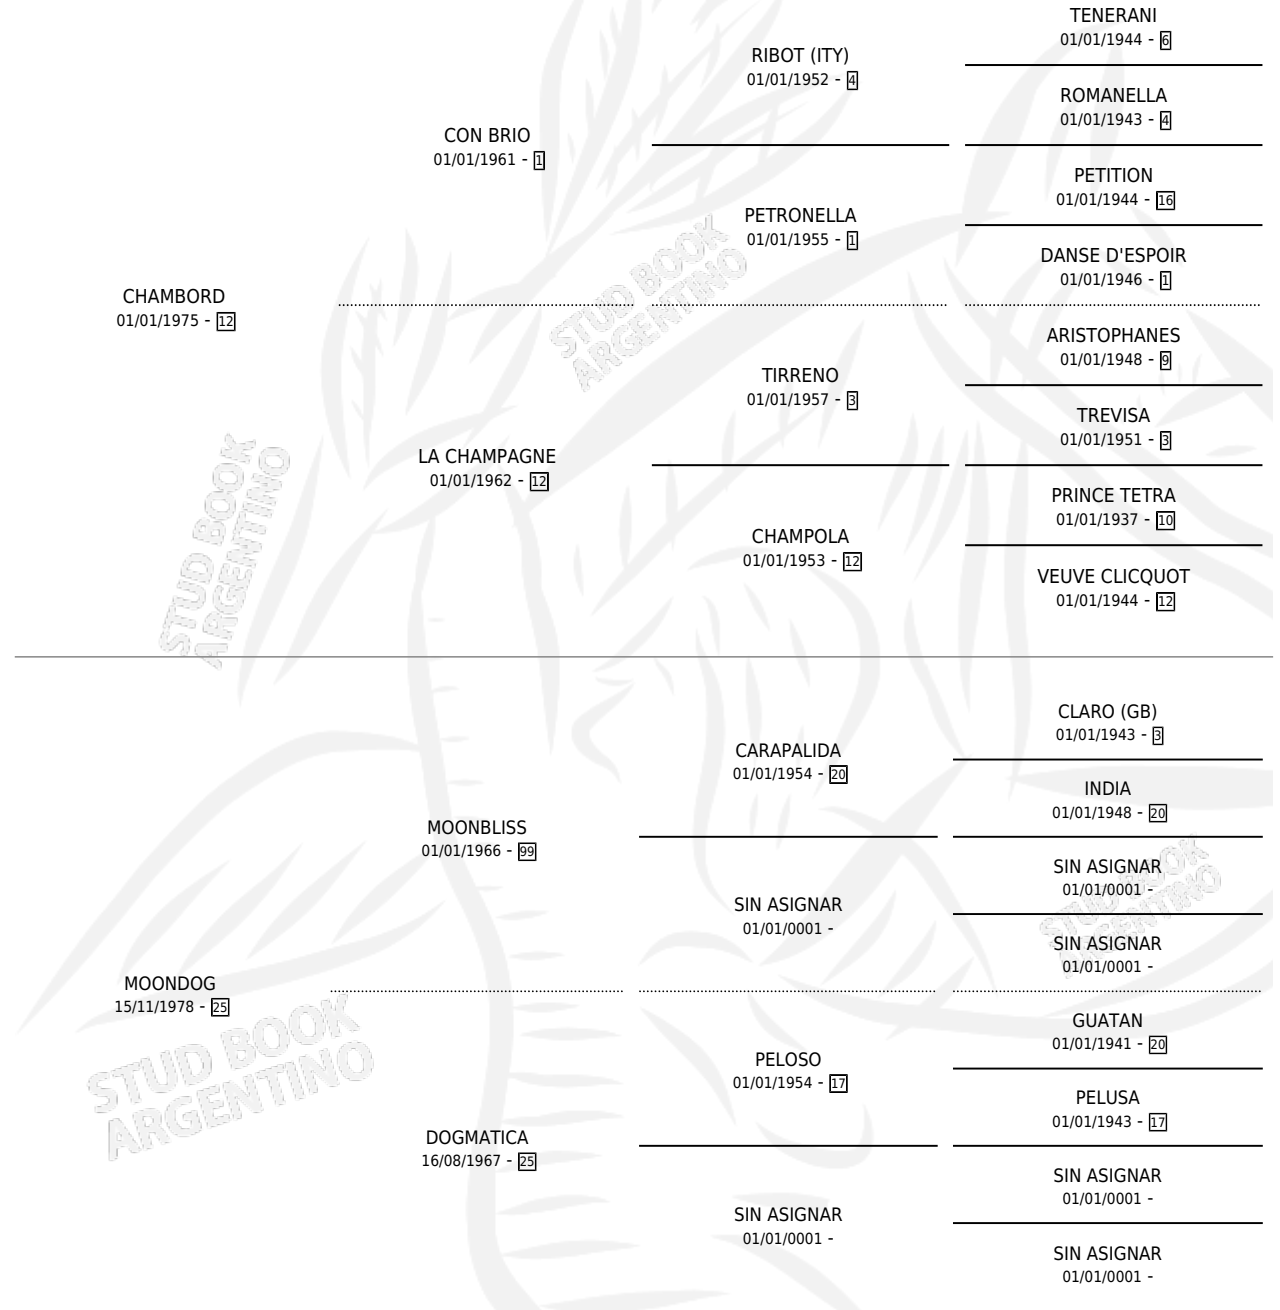 TENERANI
01/01/1944 - 6
RIBOT (ITY)
01/01/1952 - 4
ROMANELLA
01/01/1943 - 4
CON BRIO
01/01/1961 - 1
PETITION
01/01/1944 - 16
PETRONELLA
01/01/1955 - 1
DANSE D'ESPOIR
01/01/1946 - 1
CHAMBORD
01/01/1975 - 12
STUD BOOK
ARGENTINO
ARISTOPHANES
01/01/1948 - 9
TIRRENO
01/01/1957 - 3
TREVISA
01/01/1951 - 3
LA CHAMPAGNE
01/01/1962 - 12
PRINCE TETRA
01/01/1937 - 10
CHAMPOLA
01/01/1953 - 12
VEUVE CLICQUOT
01/01/1944 - 12
STUD BOOK
ARGENTINO
CLARO (GB)
01/01/1943 - 3
CARAPALIDA
01/01/1954 - 20
INDIA
01/01/1948 - 20
MOONBLISS
01/01/1966 - 99
SIN ASIGNAR
01/01/0001 -
SIN ASIGNAR
01/01/0001 -
SIN ASIGNAR
01/01/0001 -
STUD BOOK
ARGENTINO
MOONDOG
15/11/1978 - 25
GUATAN
01/01/1941 - 20
PELOSO
01/01/1954 - 17
PELUSA
01/01/1943 - 17
STUD BOOK
ARGENTINO
DOGMATICA
16/08/1967 - 25
SIN ASIGNAR
01/01/0001 -
SIN ASIGNAR
01/01/0001 -
SIN ASIGNAR
01/01/0001 -